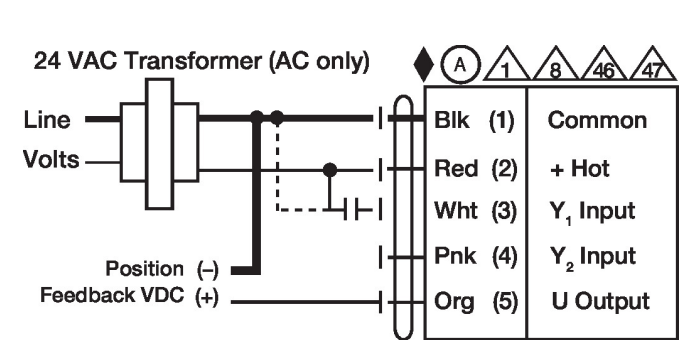 24 VAC Transformer (AC only)
A 1 8 46 47
Line
Volts
Blk (1) Common
Red (2) + Hot
Wht (3) Y1 Input
Pnk (4) Y2 Input
Org (5) U Output
Position (–)
Feedback VDC (+)